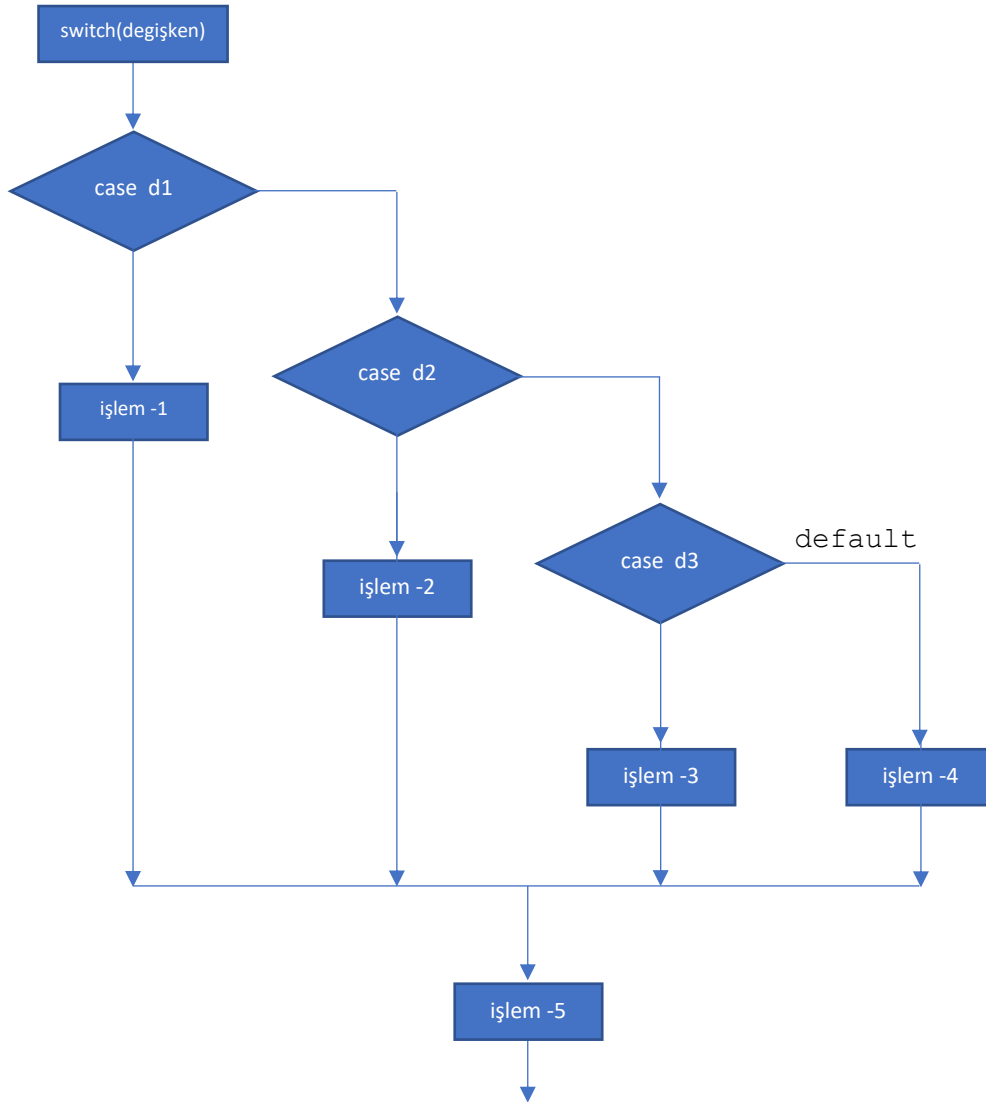 switch(degişken)
case d1
case d2
işlem -1
case d3
default
işlem -2
işlem -3
işlem -4
işlem -5